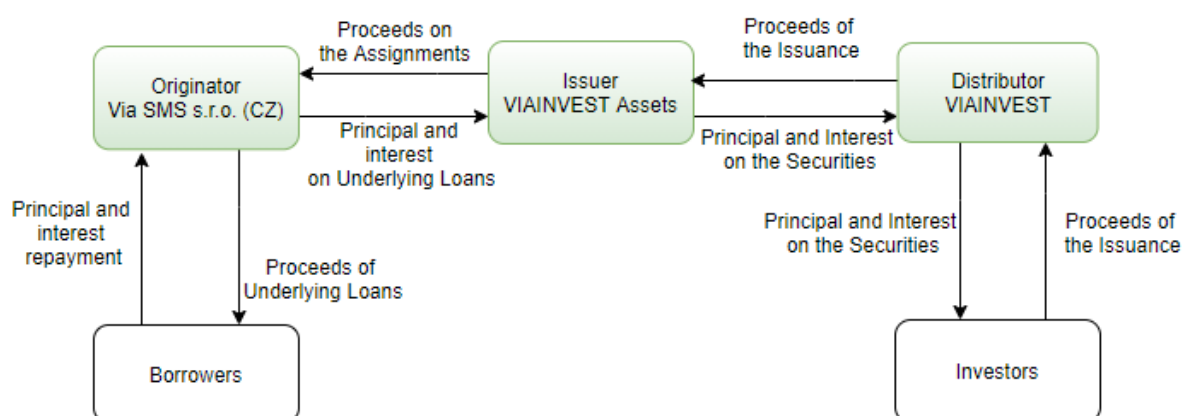 Proceeds on
the Assignments
Proceeds of
the Issuance
Originator
Via SMS s.r.o. (CZ)
Issuer
VIAINVEST Assets
Distributor
VIAINVEST
Principal and
interest
on Underlying Loans
Principal and Interest
on the Securities
Principal and
interest
repayment
Proceeds of
Underlying Loans
Principal and Interest
on the Securities
Proceeds of
the Issuance
Borrowers
Investors